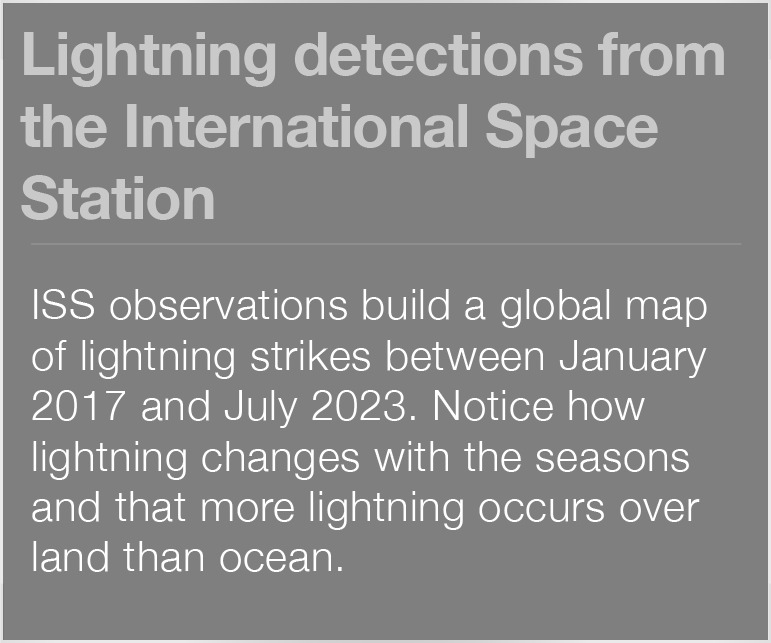 Lightning detections from
the International Space
Station
ISS observations build a global map
of lightning strikes between January
2017 and July 2023. Notice how
lightning changes with the seasons
and that more lightning occurs over
land than ocean.